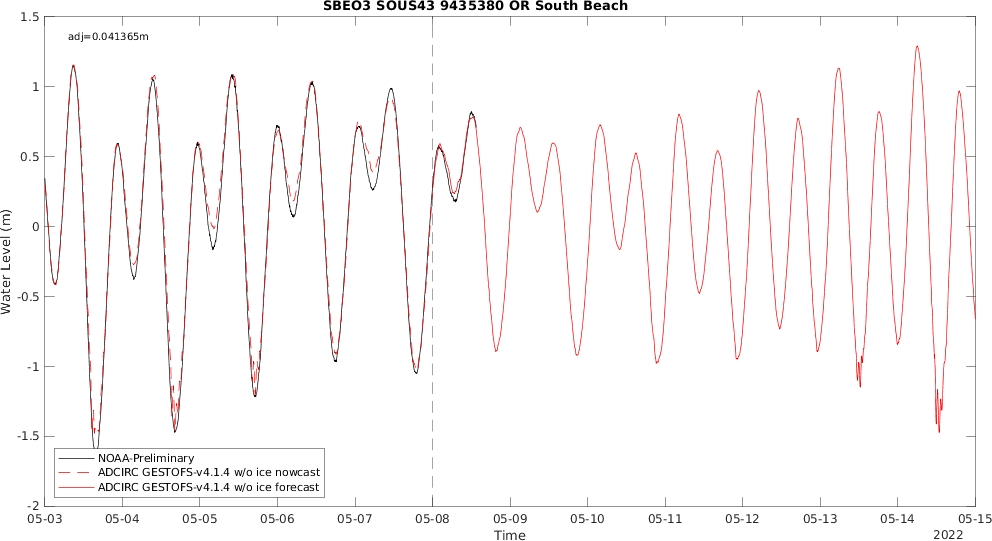 SBEO3 SOUS43 9435380 OR South Beach
adj=0.041365m
1.5
1
0.5
0
-0.5
-1
-1.5
-2
Water Level (m)
NOAA-Preliminary
ADCIRC GESTOFS-v4.1.4 w/o ice nowcast
ADCIRC GESTOFS-v4.1.4 w/o ice forecast
05-03 05-04 05-05 05-06 05-07 05-08 05-09 05-10 05-11 05-12 05-13 05-14 05-15
Time
2022